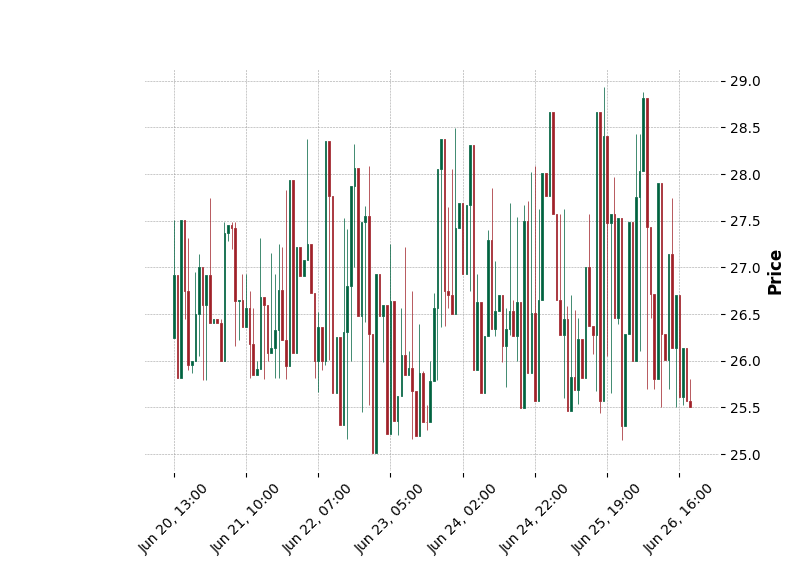 29.0
28.5
28.0
27.5
27.0
26.5
26.0
25.5
25.0
Price
Jun 20, 13:00
Jun 21, 10:00
Jun 22, 07:00
Jun 23, 05:00
Jun 24, 02:00
Jun 24, 22:00
Jun 25, 19:00
Jun 26, 16:00